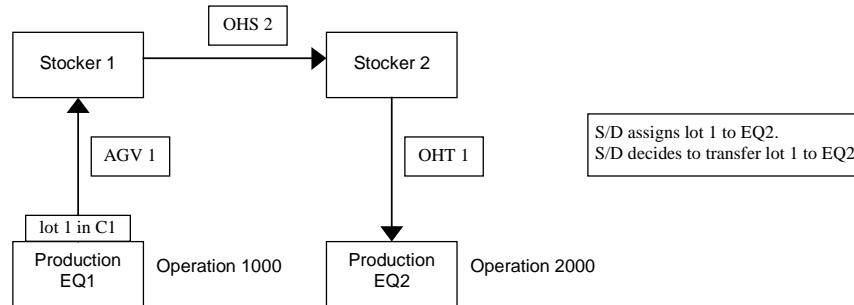 OHS 2
Stocker 1
Stocker 2
S/D assigns lot 1 to EQ2.
S/D decides to transfer lot 1 to EQ2
AGV 1
OHT 1
lot 1 in C1
Production
EQ1
Operation 1000
Production
EQ2
Operation 2000